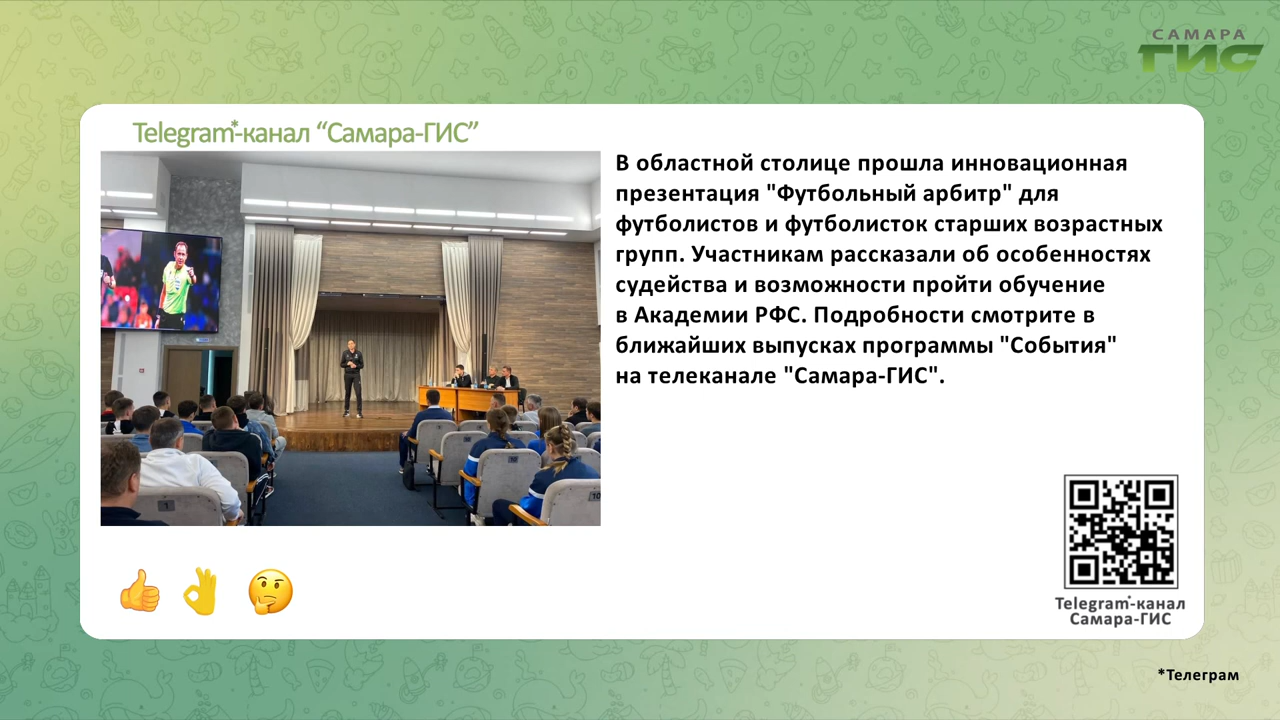 САМАРА
ГИС
Telegram*-канал “Самара-ГИС”
В областной столице прошла инновационная
презентация "Футбольный арбитр" для
футболистов и футболисток старших возрастных
групп. Участникам рассказали об особенностях
судейства и возможности пройти обучение
в Академии РФС. Подробности смотрите в
ближайших выпусках программы "События"
на телеканале "Самара-ГИС".
1
10
Telegram*-канал
Самара-ГИС
*Телеграм